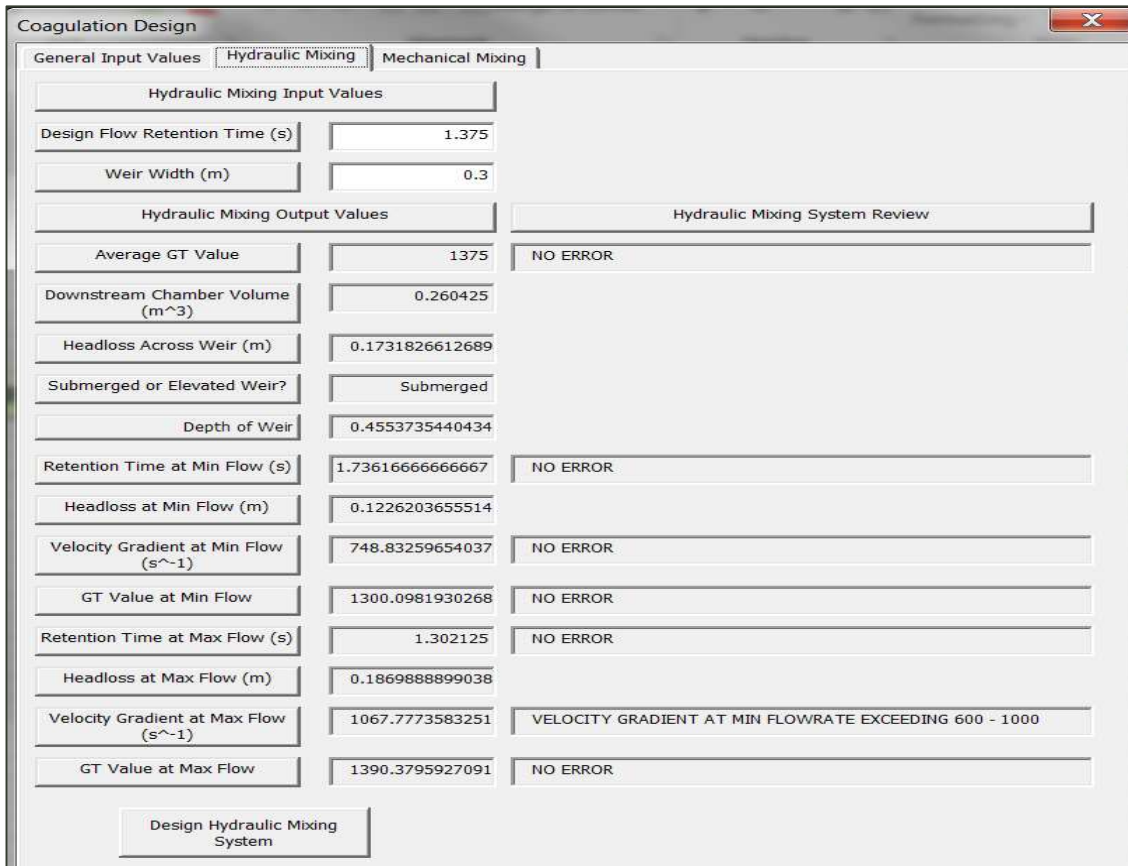 Coagulation Design
General Input Values Hydraulic Mixing Mechanical Mixing
Hydraulic Mixing Input Values
Design Flow Retention Time (s) 1.375
Weir Width (m) 0.3
Hydraulic Mixing Output Values Hydraulic Mixing System Review
Average GT Value 1375 NO ERROR
Downstream Chamber Volume
(m^3) 0.260425
Headloss Across Weir (m) 0.1731826612689
Submerged or Elevated Weir? Submerged
Depth of Weir 0.4553735440434
Retention Time at Min Flow (s) 1.73616666666667 NO ERROR
Headloss at Min Flow (m) 0.1226203655514
Velocity Gradient at Min Flow
(s^-1) 748.83259654037 NO ERROR
GT Value at Min Flow 1300.0981930268 NO ERROR
Retention Time at Max Flow (s) 1.302125 NO ERROR
Headloss at Max Flow (m) 0.1869888899038
Velocity Gradient at Max Flow
(s^-1) 1067.7773583251 VELOCITY GRADIENT AT MIN FLOWRATE EXCEEDING 600 - 1000
GT Value at Max Flow 1390.3795927091 NO ERROR
Design Hydraulic Mixing
System